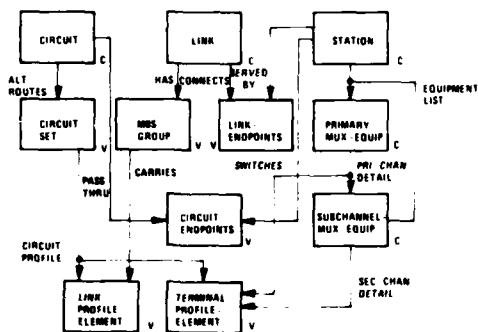 CIRCUIT
LINK
STATION
C
C
C
ALT ROUTES
HAS
CONNECTS
SERVED BY
EQUIPMENT LIST
CIRCUIT SET
MBS GROUP
LINK- ENDPOINTS
PRIMARY MUX-EQUIP
V
V
V
C
PASS THRU
CARRIES
SWITCHES
PRI CHAN DETAIL
CIRCUIT ENDPOINTS
SUBCHANNEL MUX EQUIP
V
C
CIRCUIT PROFILE
SEC CHAN DETAIL
LINK PROFILE ELEMENT
TERMINAL PROFILE- ELEMENT
V
V